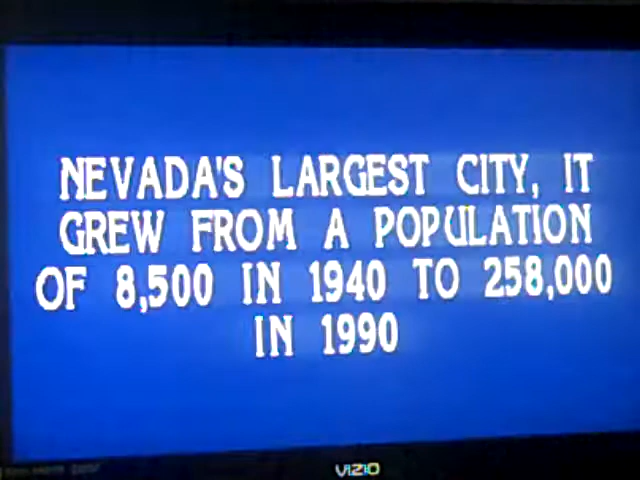 NEVADA'S LARGEST CITY, IT
GREW FROM A POPULATION
OF 8,500 IN 1940 TO 258,000
IN 1990
VIZIO